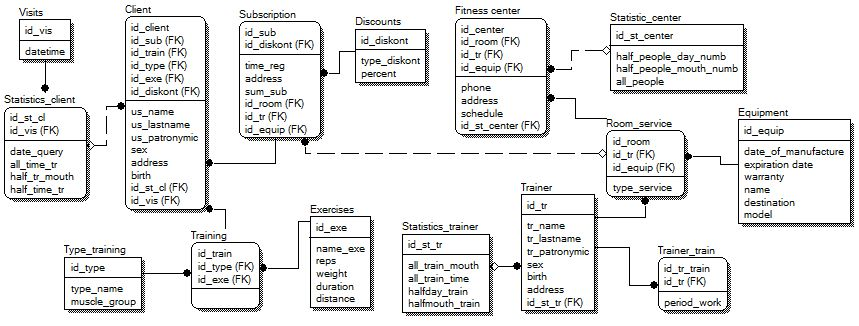 Visits
id_vis
datetime
Statistics_client
id_st_cl
id_vis (FK)
date_query
all_time_tr
half_tr_mouth
half_time_tr
Client
id_client
id_sub (FK)
id_train (FK)
id_type (FK)
id_exe (FK)
id_diskont (FK)
us_name
us_lastname
us_patronymic
sex
address
birth
id_st_cl (FK)
id_vis (FK)
Subscription
id_sub
id_diskont (FK)
time_reg
address
sum_sub
id_room (FK)
id_tr (FK)
id_equip (FK)
Discounts
id_diskont
type_diskont
percent
Fitness center
id_center
id_room (FK)
id_tr (FK)
id_equip (FK)
phone
address
schedule
id_st_center (FK)
Statistic_center
id_st_center
half_people_day_numb
half_people_mouth_numb
all_people
Room_service
id_room
id_tr (FK)
id_equip (FK)
type_service
Equipment
id_equip
date_of_manufacture
expiration date
warranty
name
destination
model
Type_training
id_type
type_name
muscle_group
Training
id_train
id_type (FK)
id_exe (FK)
Exercises
id_exe
name_exe
reps
weight
duration
distance
Statistics_trainer
id_st_tr
all_train_mouth
all_train_time
halfday_train
halfmouth_train
Trainer
id_tr
tr_name
tr_lastname
tr_patronymic
sex
birth
address
id_st_tr (FK)
Trainer_train
id_tr_train
id_tr (FK)
period_work